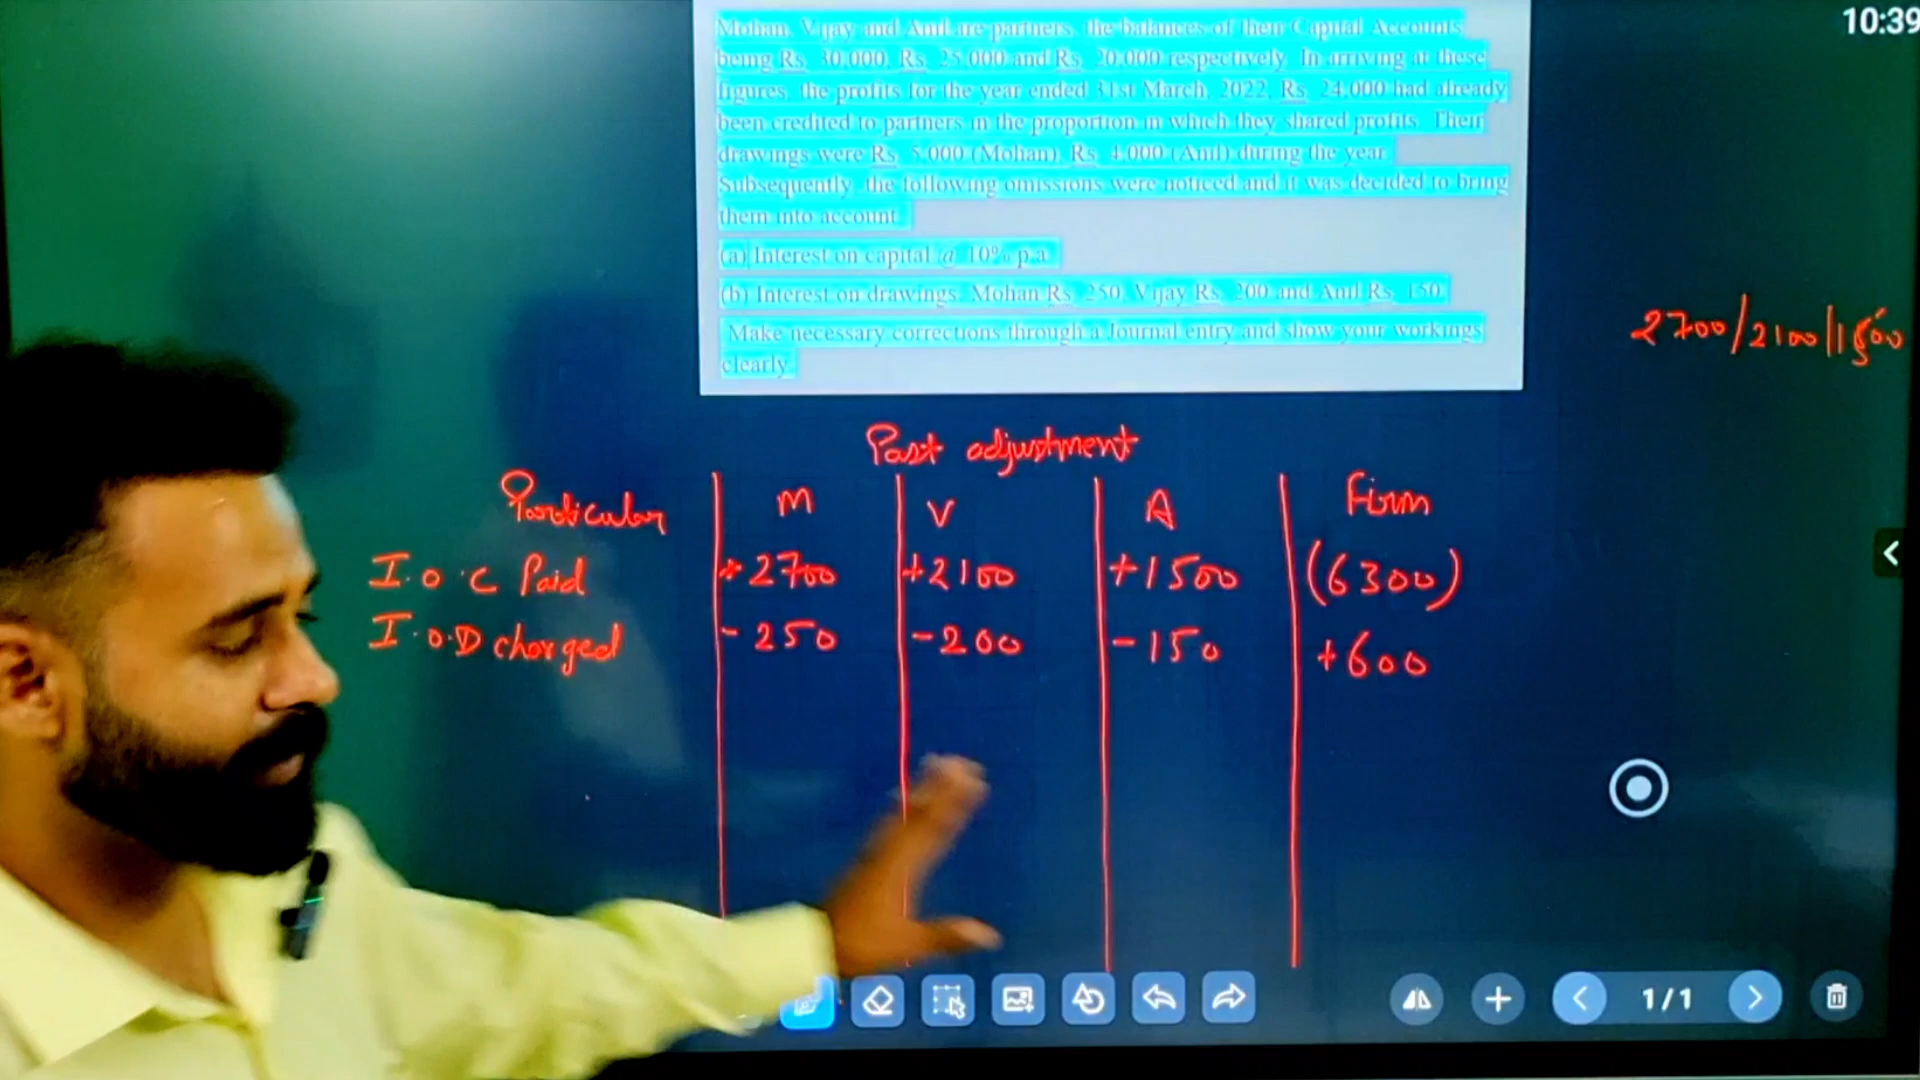 10:39
Mohan, Vijay and Anil are partners, the balances of their Capital Accounts
being Rs. 30,000, Rs. 25,000 and Rs. 20,000 respectively. In arriving at these
figures, the profits for the year ended 31st March, 2022, Rs. 24,000 had already
been credited to partners in the proportion in which they shared profits. Their
drawings were Rs. 5,000 (Mohan), Rs. 4,000 (Anil) during the year.
Subsequently, the following omissions were noticed and it was decided to bring
them into account.
(a) Interest on capital @ 10% p.a.
(b) Interest on drawings: Mohan Rs. 250, Vijay Rs. 200 and Anil Rs. 150.
Make necessary corrections through a Journal entry and show your workings
clearly.
2700/2100/1500
Past adjustment
Particular M V A Firm
I.O.C Paid +2700 +2100 +1500 (6300)
I.O.D charged -250 -200 -150 +600
1/1